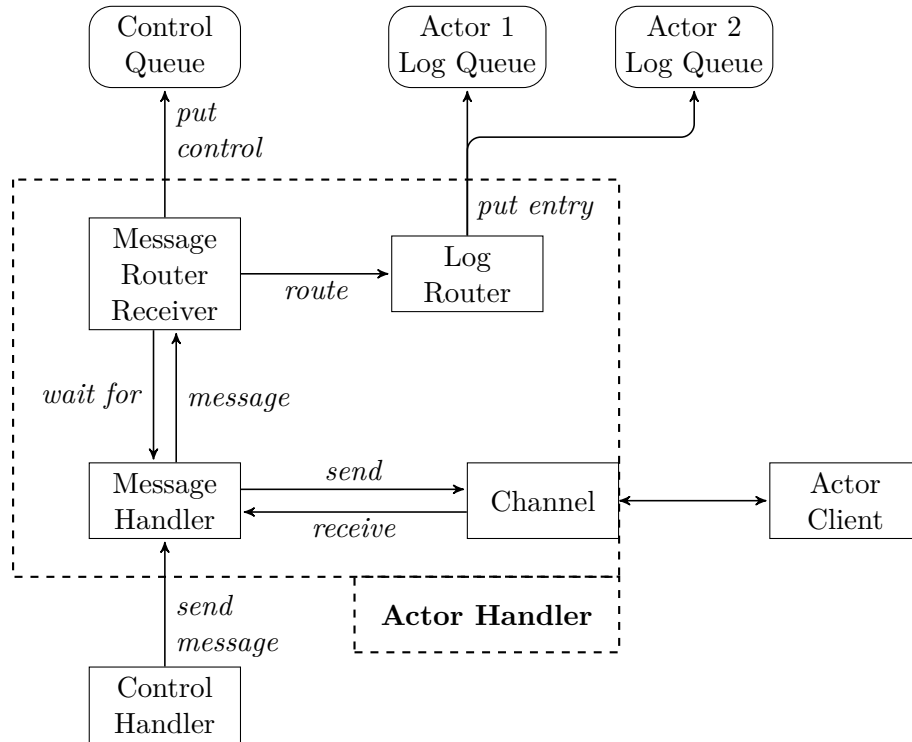 Control
Queue
Actor 1
Log Queue
Actor 2
Log Queue
put
control
Message
Router
Receiver
route
Log
Router
put entry
wait for
message
Message
Handler
send
receive
Channel
Actor
Client
Actor Handler
send
message
Control
Handler